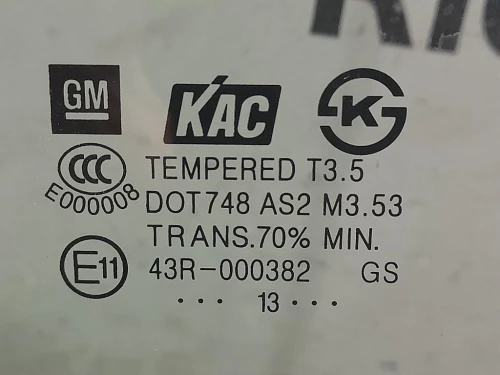 GM KAC KS
CCC TEMPERED T3.5
E000008 DOT748 AS2 M3.53
TRANS.70% MIN.
E11 43R-000382 GS
··· 13 ···